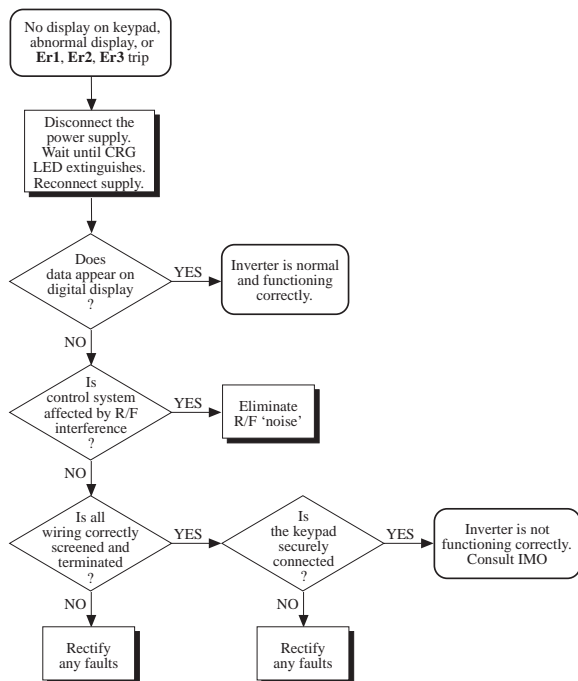 No display on keypad,
abnormal display, or
Er1, Er2, Er3 trip
Disconnect the
power supply.
Wait until CRG
LED extinguishes.
Reconnect supply.
Does
data appear on
digital display
?
YES
Inverter is normal
and functioning
correctly.
NO
Is
control system
affected by R/F
interference
?
YES
Eliminate
R/F ‘noise’
NO
Is all
wiring correctly
screened and
terminated
?
YES
Is
the keypad
securely
connected
?
YES
Inverter is not
functioning correctly.
Consult IMO
NO
Rectify
any faults
NO
Rectify
any faults